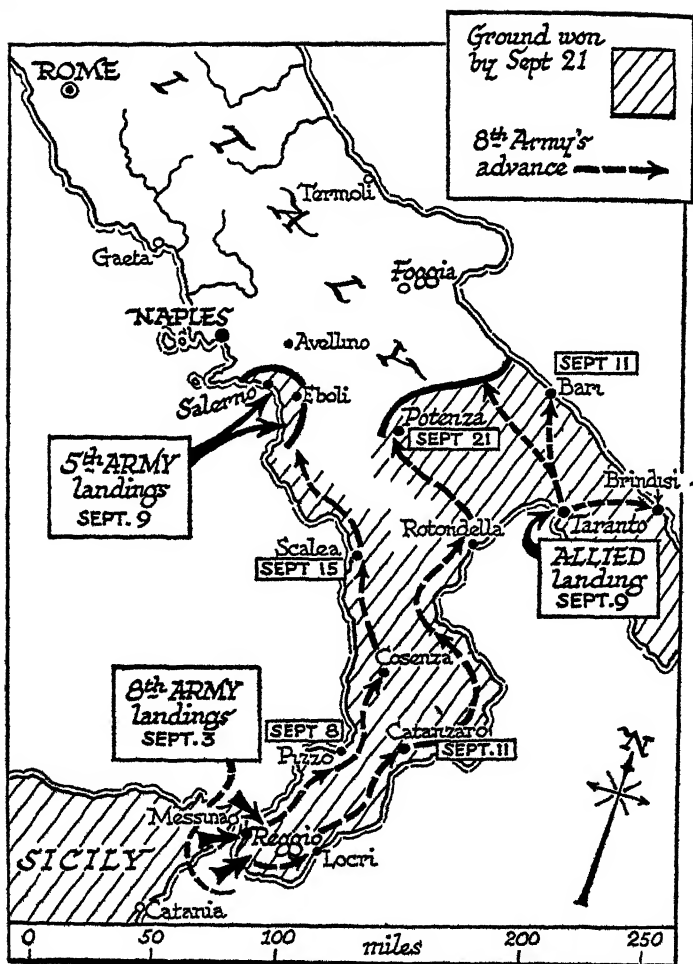 Ground won
by Sept 21
8th Army's
advance
ROME
ITALY
Termoli
Gaeta
Foggia
NAPLES
Avellino
SEPT 11
Bari
Salerno
Eboli
Potenza
SEPT 21
5th ARMY
landings
SEPT. 9
Brindisi
Rotondella
Taranto
Scalea
SEPT 15
ALLIED
landing
SEPT. 9
Cosenza
8th ARMY
landings
SEPT. 3
SEPT 8
Pizzo
Catanzaro
SEPT. 11
N
Messina
Reggio
SICILY
Locri
Catania
0 50 100 miles 200 250